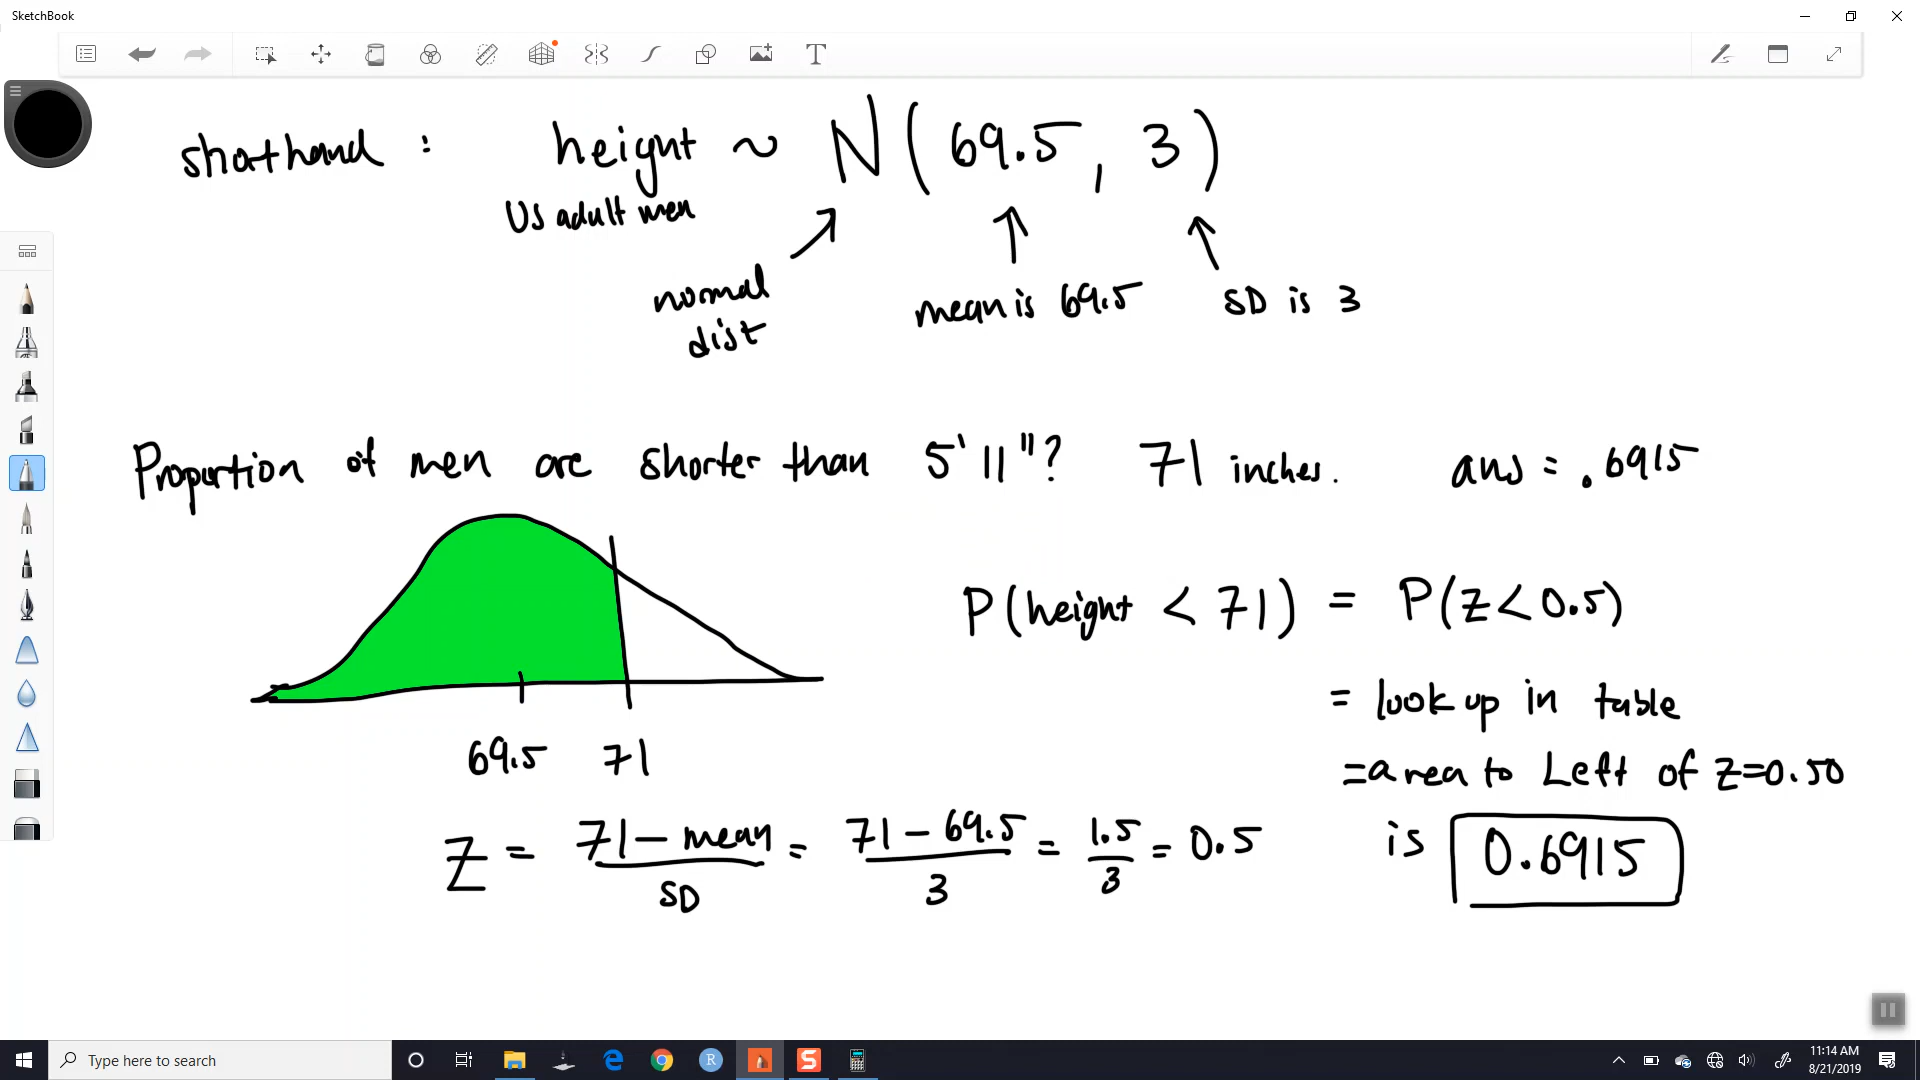 SketchBook
shorthand : height ~ N ( 69.5 , 3 )
US adult men
normal dist
mean is 69.5
SD is 3
Proportion of men are shorter than 5' 11" ? 71 inches. ans = .6915
P(height < 71) = P(z < 0.5)
= look up in table
= area to Left of z=0.50
is 0.6915
69.5 71
Z = 71 - mean / SD = 71 - 69.5 / 3 = 1.5 / 3 = 0.5
Type here to search
11:14 AM
8/21/2019